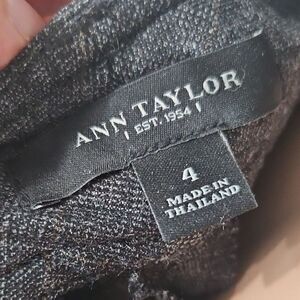 ANN TAYLOR
EST. 1954
4
MADE IN
THAILAND